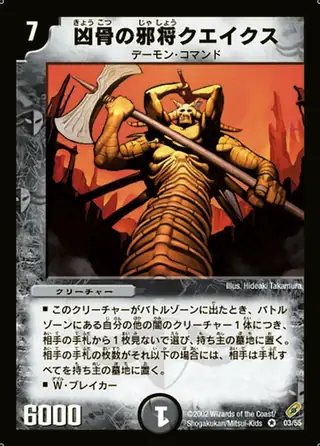 7
きょうこつ じゃしょう
凶骨の邪将クエイクス
デーモン・コマンド
Illus. Hideaki Takamura
クリーチャー
■このクリーチャーがバトルゾーンに出たとき、バトル
ゾーンにある自分の他の闇のクリーチャー1体につき、
相手の手札から1枚見ないで選び、持ち主の墓地に置く。
相手の手札の枚数がそれ以下の場合には、相手は手札す
べてを持ち主の墓地に置く。
■W・ブレイカー
6000
1
©2002 Wizards of the Coast/
Shogakukan/Mitsui-Kids
03/55